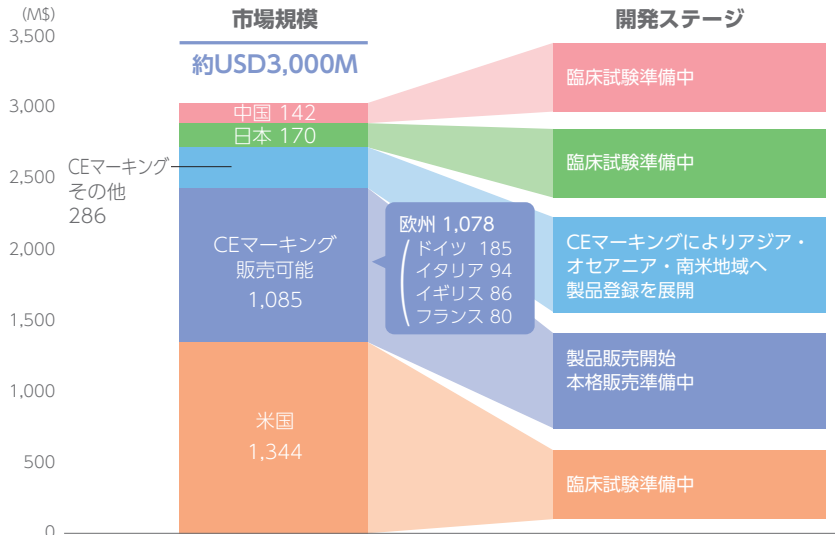 (M$)
市場規模
開発ステージ
3,500
約USD3,000M
臨床試験準備中
3,000
中国 142
日本 170
臨床試験準備中
CEマーキング
その他
286
2,500
欧州 1,078
ドイツ 185
イタリア 94
イギリス 86
フランス 80
CEマーキングによりアジア・
オセアニア・南米地域へ
製品登録を展開
2,000
CEマーキング
販売可能
1,085
1,500
製品販売開始
本格販売準備中
1,000
米国
1,344
500
臨床試験準備中
0